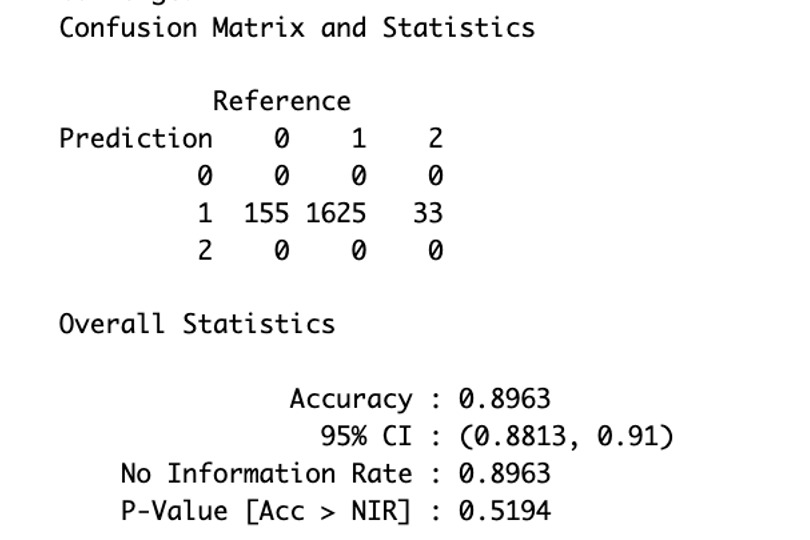 Confusion Matrix and Statistics
Reference
Prediction 0 1 2
0 0 0 0
1 155 1625 33
2 0 0 0
Overall Statistics
Accuracy : 0.8963
95% CI : (0.8813, 0.91)
No Information Rate : 0.8963
P-Value [Acc > NIR] : 0.5194